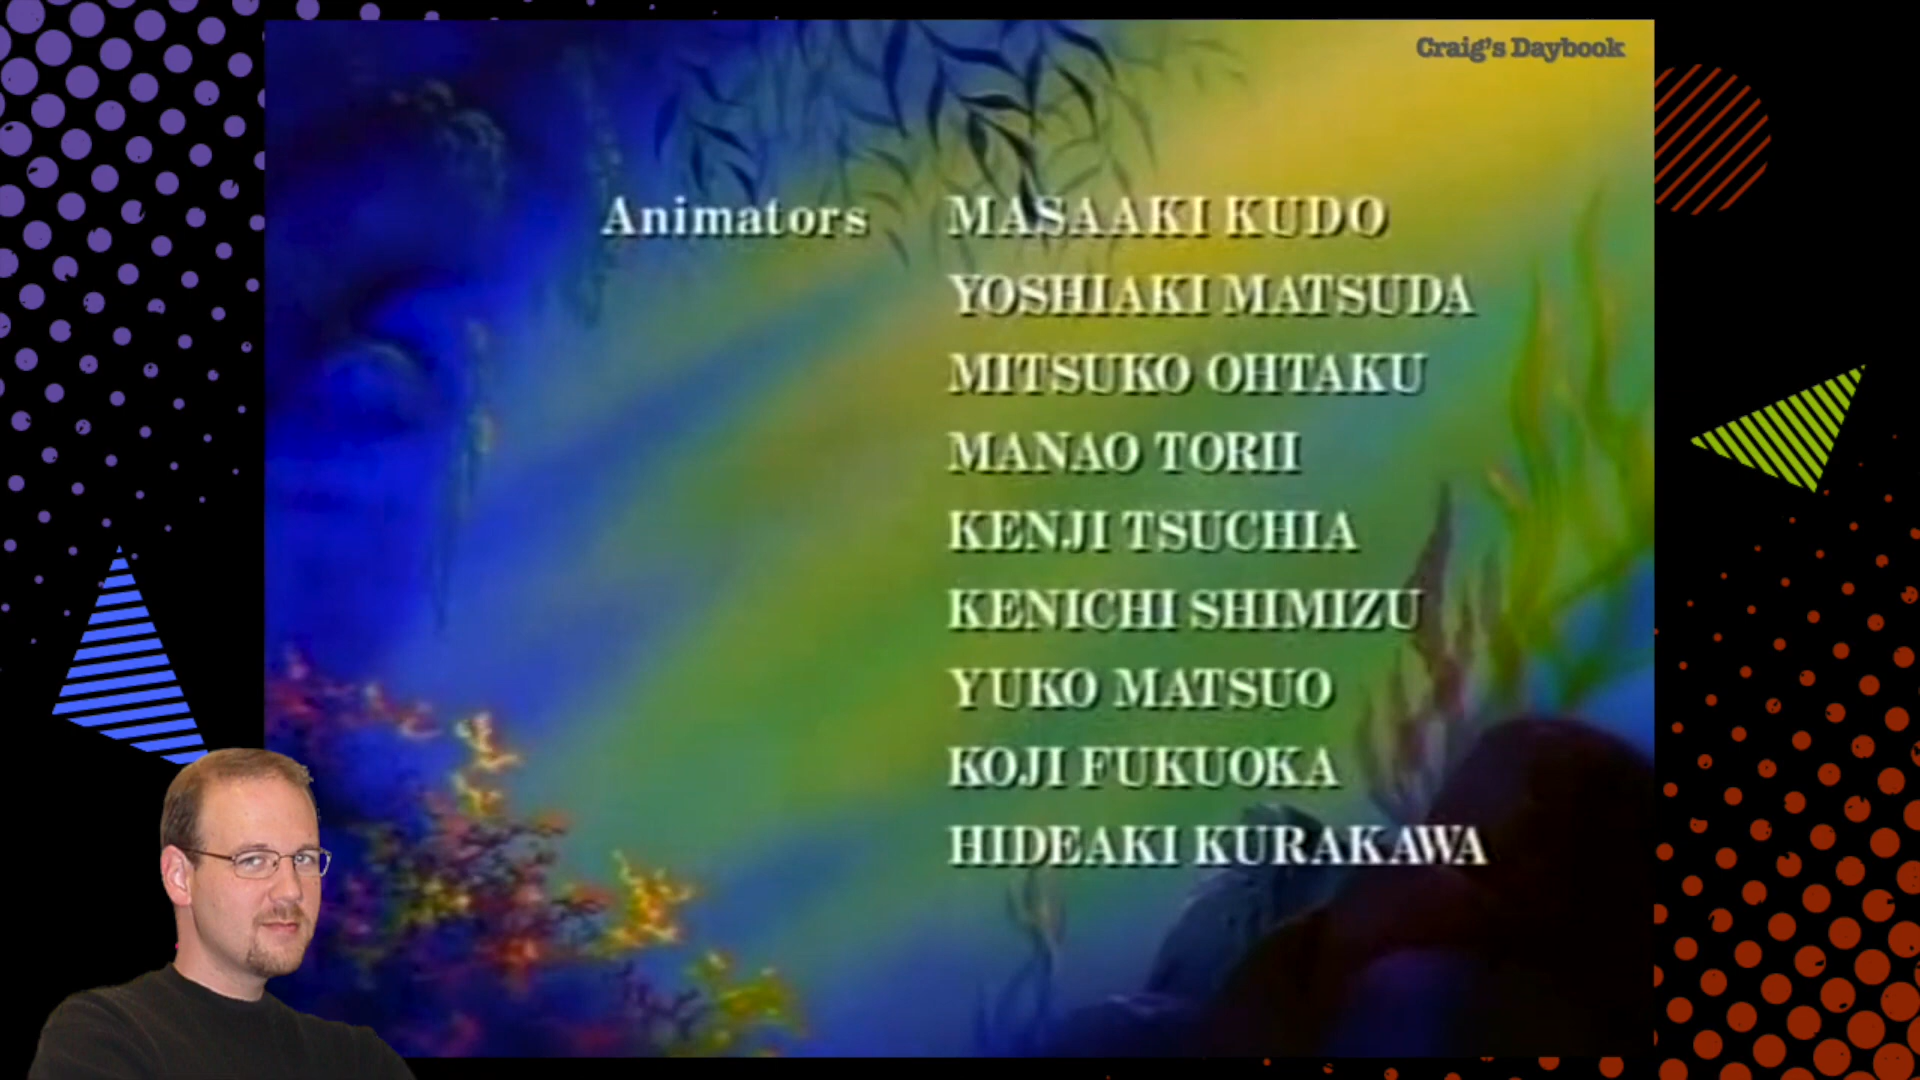 Craig's Daybook
Animators MASAAKI KUDO
YOSHIAKI MATSUDA
MITSUKO OHTAKU
MANAO TORII
KENJI TSUCHIA
KENICHI SHIMIZU
YUKO MATSUO
KOJI FUKUOKA
HIDEAKI KURAKAWA